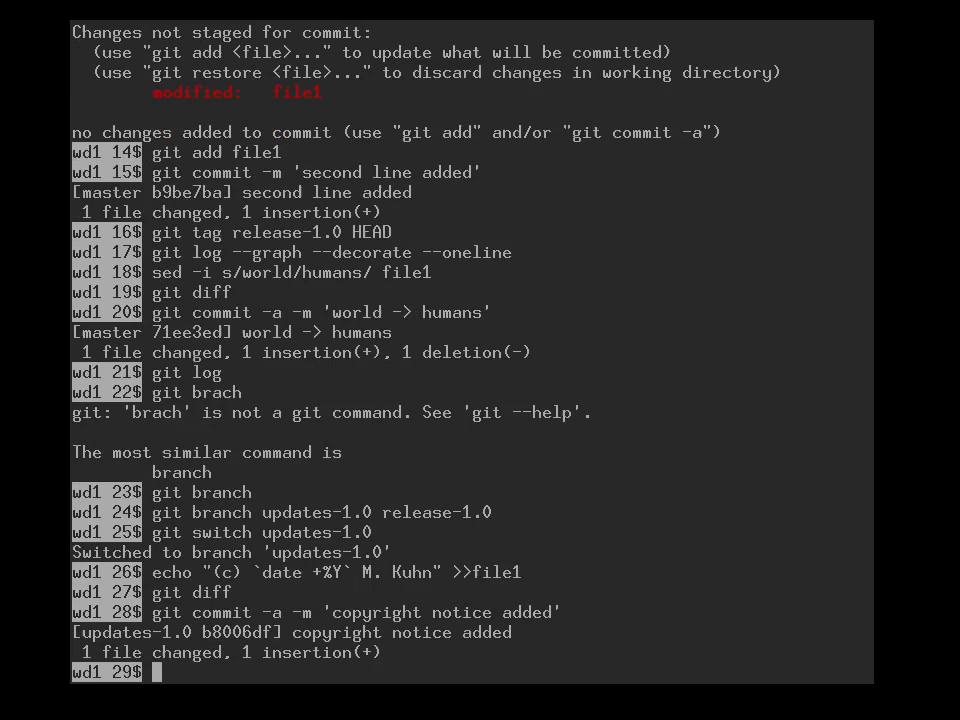 Changes not staged for commit:
  (use "git add <file>..." to update what will be committed)
  (use "git restore <file>..." to discard changes in working directory)
        modified:   file1

no changes added to commit (use "git add" and/or "git commit -a")
wd1 14$ git add file1
wd1 15$ git commit -m 'second line added'
[master b9be7ba] second line added
 1 file changed, 1 insertion(+)
wd1 16$ git tag release-1.0 HEAD
wd1 17$ git log --graph --decorate --oneline
wd1 18$ sed -i s/world/humans/ file1
wd1 19$ git diff
wd1 20$ git commit -a -m 'world -> humans'
[master 71ee3ed] world -> humans
 1 file changed, 1 insertion(+), 1 deletion(-)
wd1 21$ git log
wd1 22$ git brach
git: 'brach' is not a git command. See 'git --help'.

The most similar command is
        branch
wd1 23$ git branch
wd1 24$ git branch updates-1.0 release-1.0
wd1 25$ git switch updates-1.0
Switched to branch 'updates-1.0'
wd1 26$ echo "(c) `date +%Y` M. Kuhn" >>file1
wd1 27$ git diff
wd1 28$ git commit -a -m 'copyright notice added'
[updates-1.0 b8006df] copyright notice added
 1 file changed, 1 insertion(+)
wd1 29$